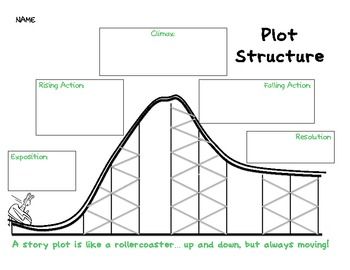 NAME
Plot
Structure
Climax:
Rising Action:
Falling Action:
Resolution:
Exposition:
A story plot is like a rollercoaster... up and down, but always moving!